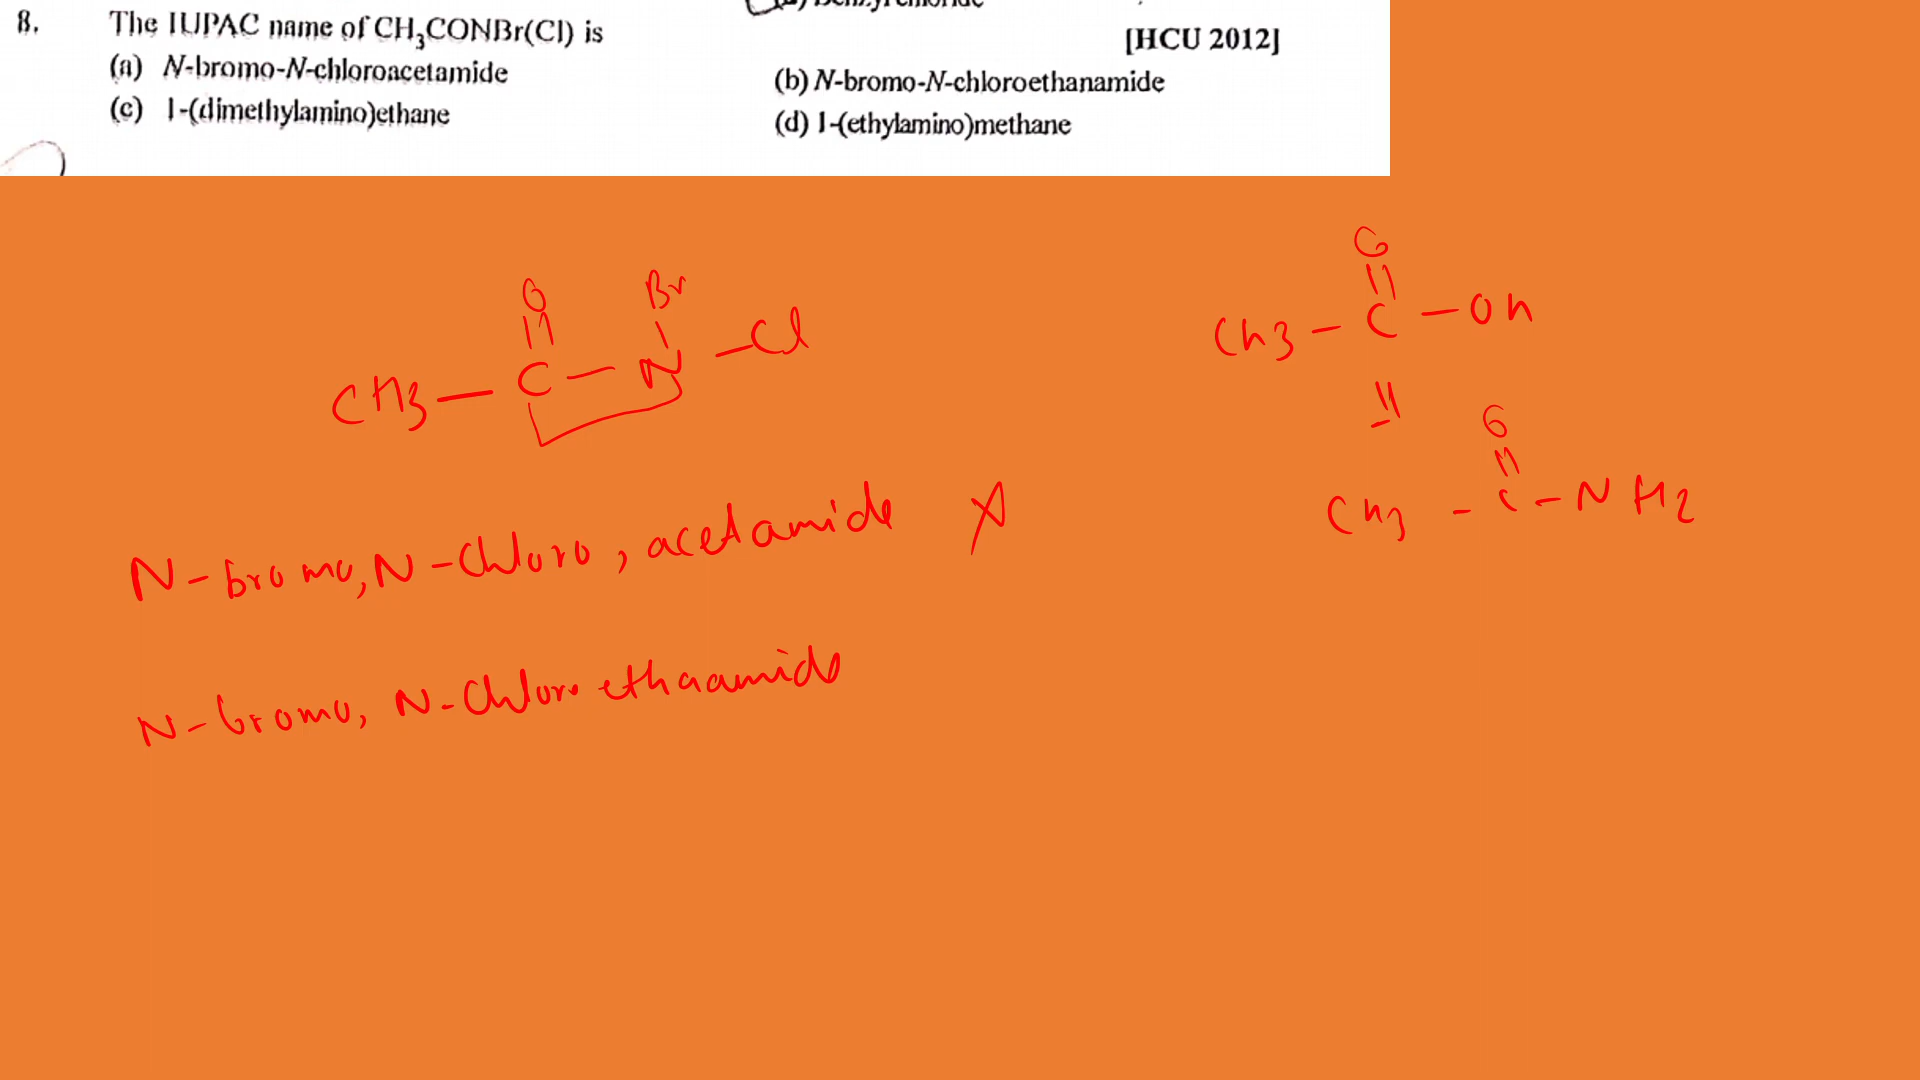 8. The IUPAC name of CH₃CONBr(Cl) is
[HCU 2012]
(a) N-bromo-N-chloroacetamide
(b) N-bromo-N-chloroethanamide
(c) 1-(dimethylamino)ethane
(d) 1-(ethylamino)methane
O Br
CH3 - C - N - Cl
O
Ch3 - C - Oh
O
Ch3 - C - NH2
N-bromo, N-Chloro, acetamide X
N-bromo, N-Chloro ethaamide